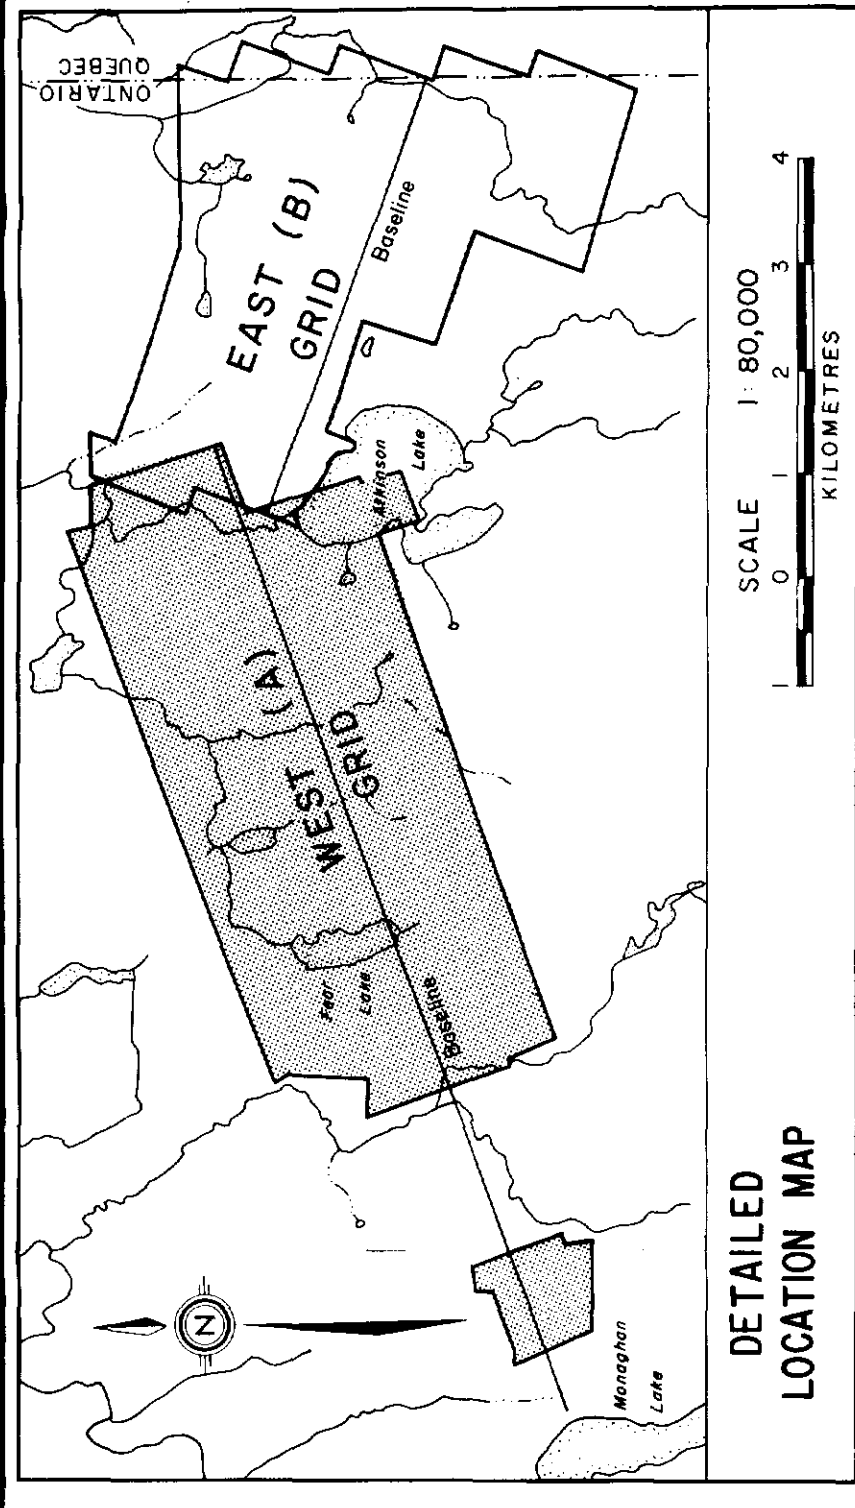 ONTARIO
QUEBEC
EAST (B)
GRID
Baseline
WEST (A)
GRID
Atkinson
Lake
Fear
Lake
Baseline
N
Monaghan
Lake
DETAILED
LOCATION MAP
SCALE 1: 80,000
1 0 1 2 3 4
KILOMETRES